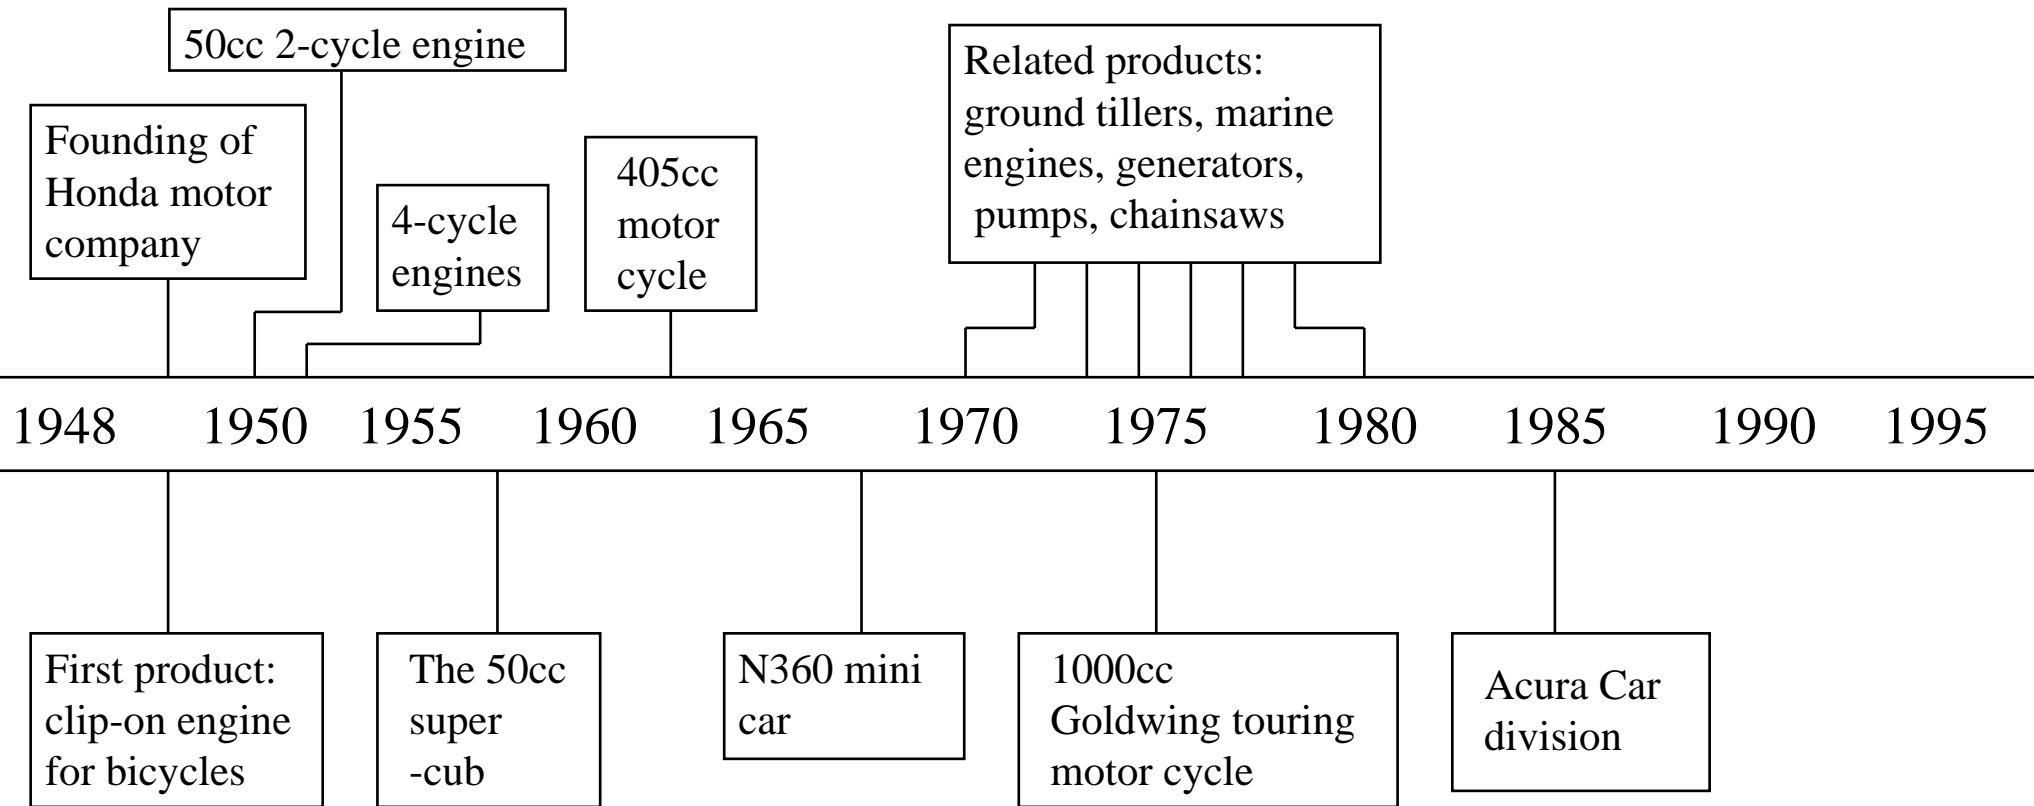 50cc 2-cycle engine
Founding of
Honda motor
company
4-cycle
engines
405cc
motor
cycle
Related products:
ground tillers, marine
engines, generators,
pumps, chainsaws
1948 1950 1955 1960 1965 1970 1975 1980 1985 1990 1995
First product:
clip-on engine
for bicycles
The 50cc
super
-cub
N360 mini
car
1000cc
Goldwing touring
motor cycle
Acura Car
division